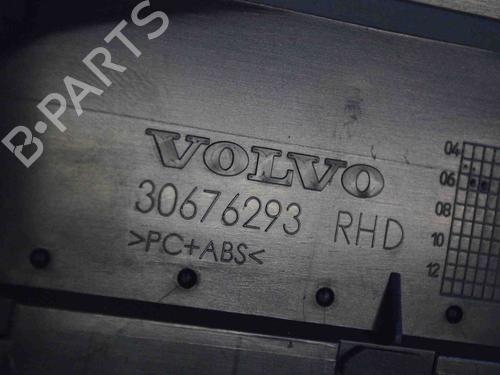 B-PARTS
VOLVO
30676293 RHD
>PC+ABS<
04
06
08
10
12